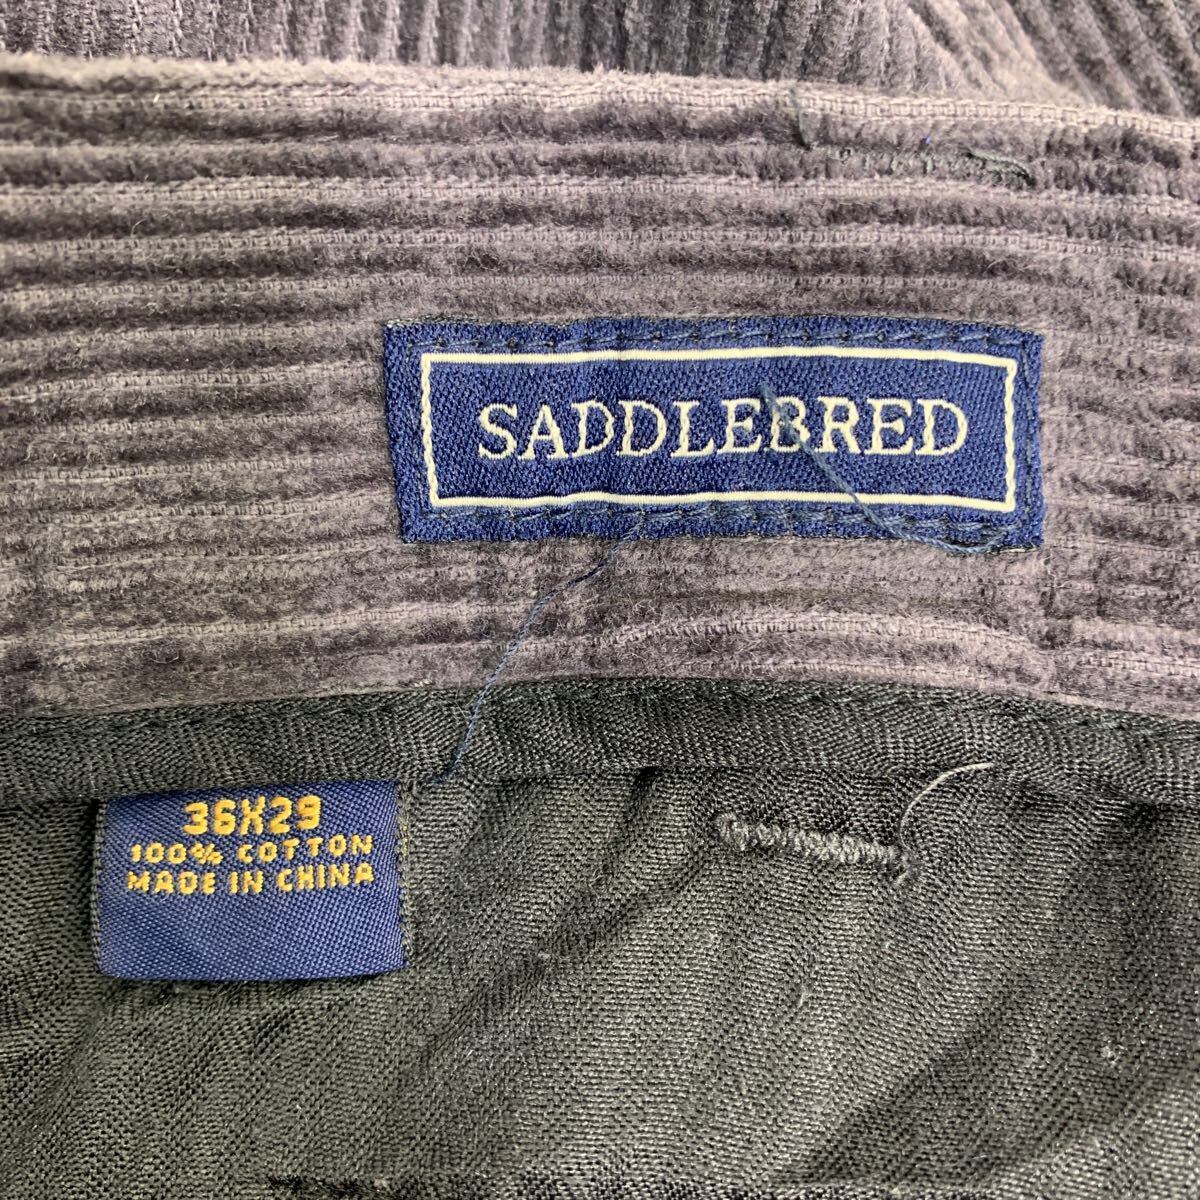 SADDLEBRED
36X29
100% COTTON
MADE IN CHINA